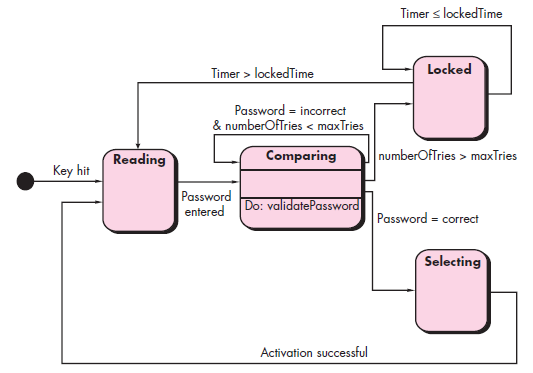 Timer ≤ lockedTime
Locked
Timer > lockedTime
Password = incorrect
& numberOfTries < maxTries
Reading
Comparing
numberOfTries > maxTries
Key hit
Password
entered
Do: validatePassword
Password = correct
Selecting
Activation successful